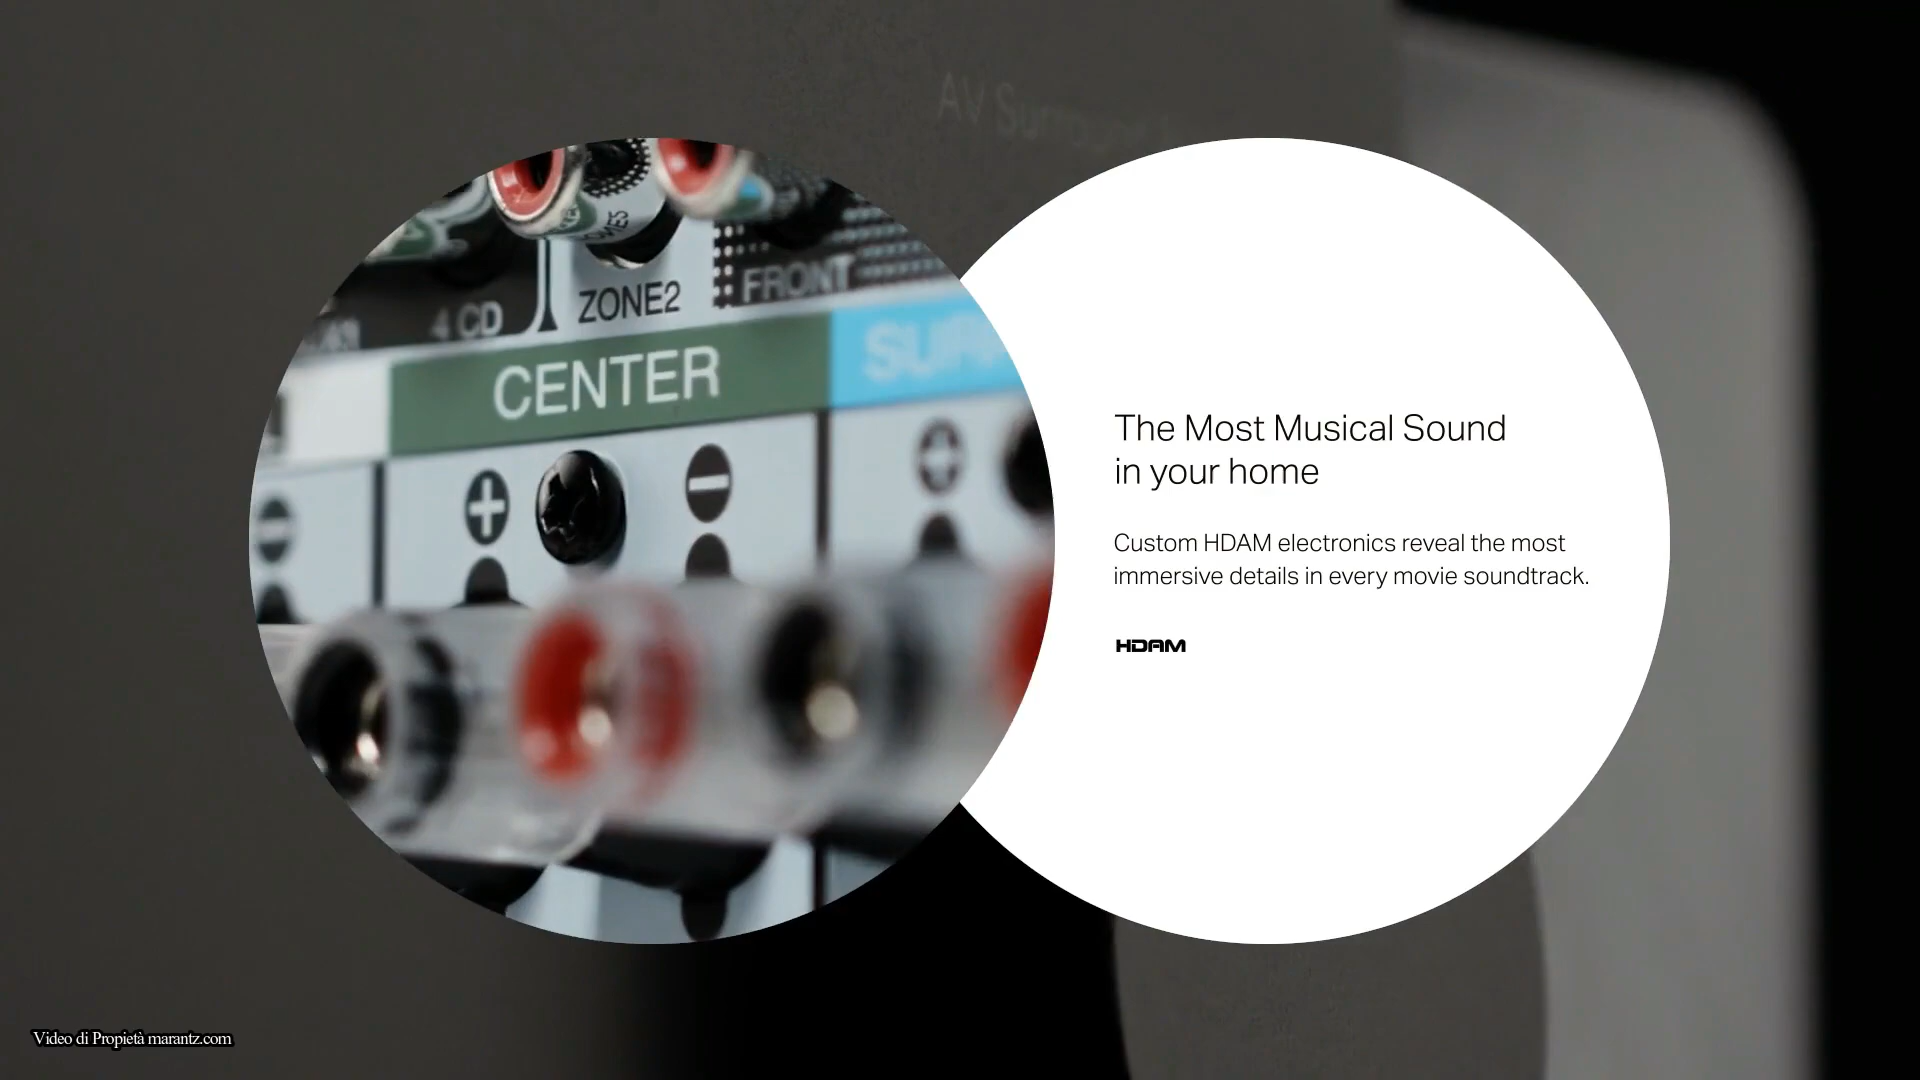 AV Surround
ZONE2
FRONT
4 CD
CENTER
The Most Musical Sound
in your home
Custom HDAM electronics reveal the most
immersive details in every movie soundtrack.
HDAM
Video di Propietà marantz.com